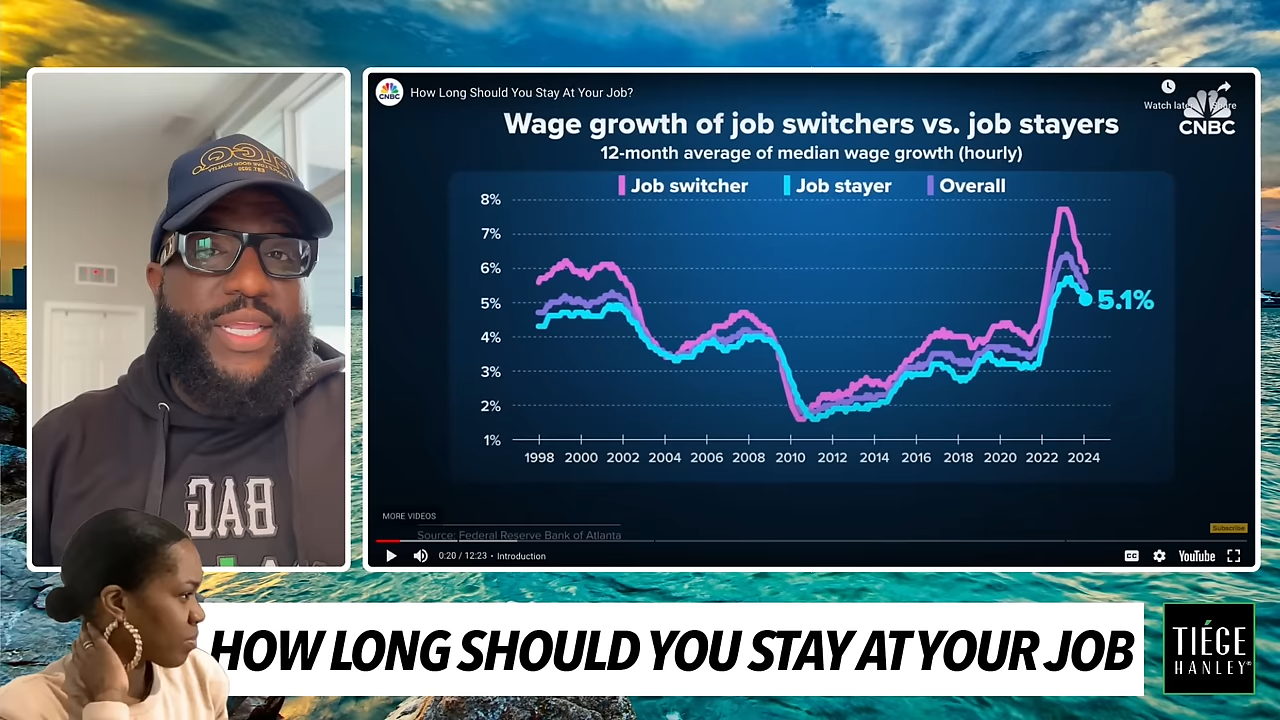 How Long Should You Stay At Your Job?
Watch later
Share
CNBC
CNBC
Wage growth of job switchers vs. job stayers
12-month average of median wage growth (hourly)
Job switcher
Job stayer
Overall
8%
7%
6%
5%
4%
3%
2%
1%
5.1%
1998 2000 2002 2004 2006 2008 2010 2012 2014 2016 2018 2020 2022 2024
MORE VIDEOS
Source: Federal Reserve Bank of Atlanta
Subscribe
0:20 / 12:23 • Introduction
CC
YouTube
BAG
HOW LONG SHOULD YOU STAY AT YOUR JOB
TIÉGE
HANLEY®